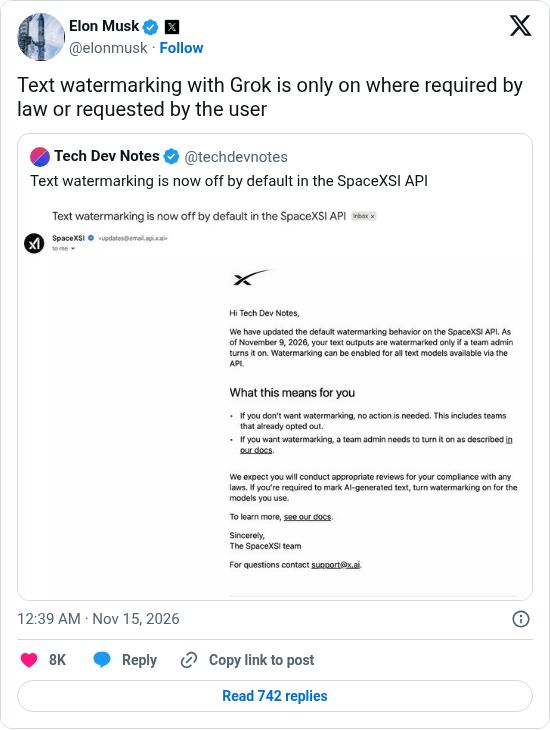 Elon Musk
@elonmusk · Follow
Text watermarking with Grok is only on where required by
law or requested by the user
Tech Dev Notes @techdevnotes
Text watermarking is now off by default in the SpaceXSI API
Text watermarking is now off by default in the SpaceXSI API Inbox x
SpaceXSI <updates@email.api.x.ai>
to me
Hi Tech Dev Notes,
We have updated the default watermarking behavior on the SpaceXSI API. As
of November 9, 2026, your text outputs are watermarked only if a team admin
turns it on. Watermarking can be enabled for all text models available via the
API.
What this means for you
• If you don't want watermarking, no action is needed. This includes teams
that already opted out.
• If you want watermarking, a team admin needs to turn it on as described in
our docs.
We expect you will conduct appropriate reviews for your compliance with any
laws. If you're required to mark AI-generated text, turn watermarking on for the
models you use.
To learn more, see our docs.
Sincerely,
The SpaceXSI team
For questions contact support@x.ai.
12:39 AM · Nov 15, 2026
8K Reply Copy link to post
Read 742 replies